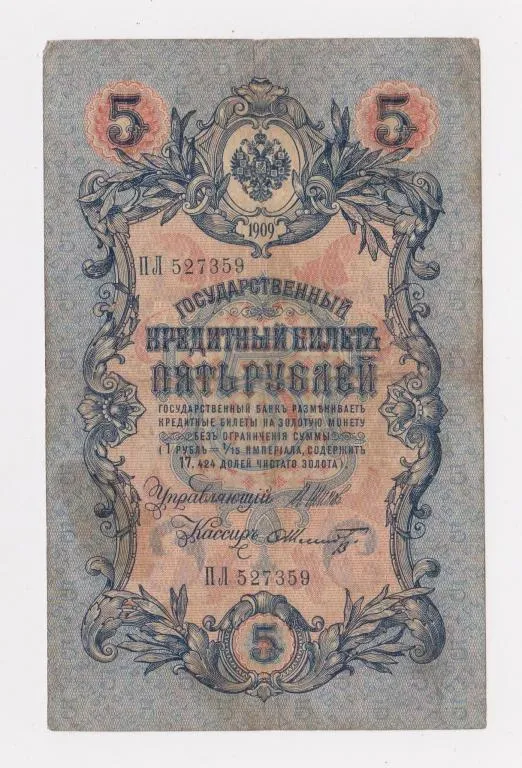 5 5
1909
ПЛ 527359
ГОСУДАРСТВЕННЫЙ
КРЕДИТНЫЙ БИЛЕТЪ
ПЯТЬ РУБЛЕЙ
ГОСУДАРСТВЕННЫЙ БАНКЪ РАЗМѢНИВАЕТЪ
КРЕДИТНЫЕ БИЛЕТЫ НА ЗОЛОТУЮ МОНЕТУ
БЕЗЪ ОГРАНИЧЕНІЯ СУММЫ
(1 РУБЛЬ = 1/15 ИМПЕРІАЛА, СОДЕРЖИТЪ
17,424 ДОЛЕЙ ЧИСТАГО ЗОЛОТА).
Управляющій
Кассиръ
ПЛ 527359
5